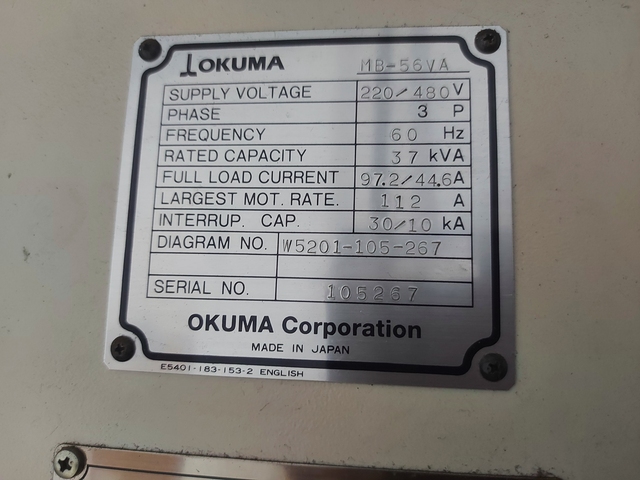 OKUMA MB-56VA
SUPPLY VOLTAGE 220/480V
PHASE 3 P
FREQUENCY 60 Hz
RATED CAPACITY 37 kVA
FULL LOAD CURRENT 97.2/44.6A
LARGEST MOT. RATE. 112 A
INTERRUP. CAP. 30/10 kA
DIAGRAM NO. W5201-105-267
SERIAL NO. 105267
OKUMA Corporation
MADE IN JAPAN
E5401-183-153-2 ENGLISH